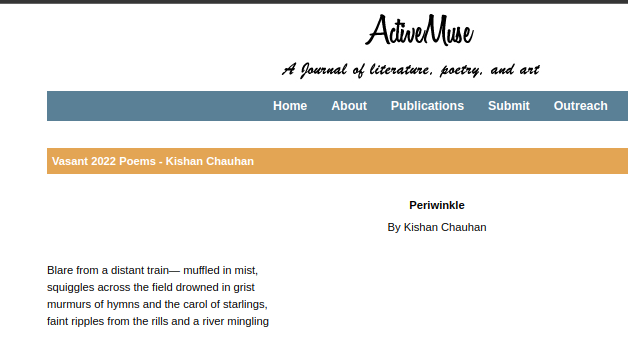 ActiveMuse
A Journal of literature, poetry, and art
Home About Publications Submit Outreach
Vasant 2022 Poems - Kishan Chauhan
Periwinkle
By Kishan Chauhan
Blare from a distant train— muffled in mist,
squiggles across the field drowned in grist
murmurs of hymns and the carol of starlings,
faint ripples from the rills and a river mingling